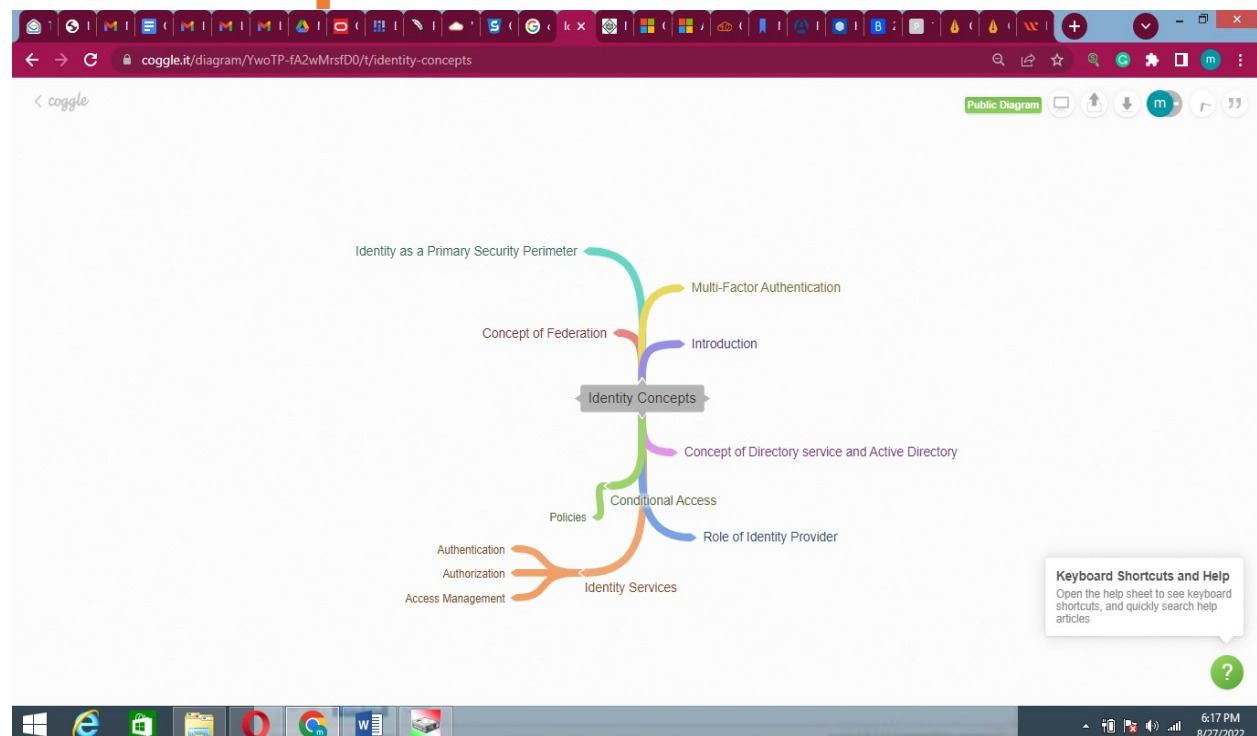 coggle.it/diagram/YwoTP-fA2wMrsfD0/t/identity-concepts
< coggle
Public Diagram
m
Identity as a Primary Security Perimeter
Multi-Factor Authentication
Concept of Federation
Introduction
Identity Concepts
Concept of Directory service and Active Directory
Conditional Access
Policies
Role of Identity Provider
Authentication
Authorization
Access Management
Identity Services
Keyboard Shortcuts and Help
Open the help sheet to see keyboard
shortcuts, and quickly search help
articles
?
6:17 PM
8/27/2022